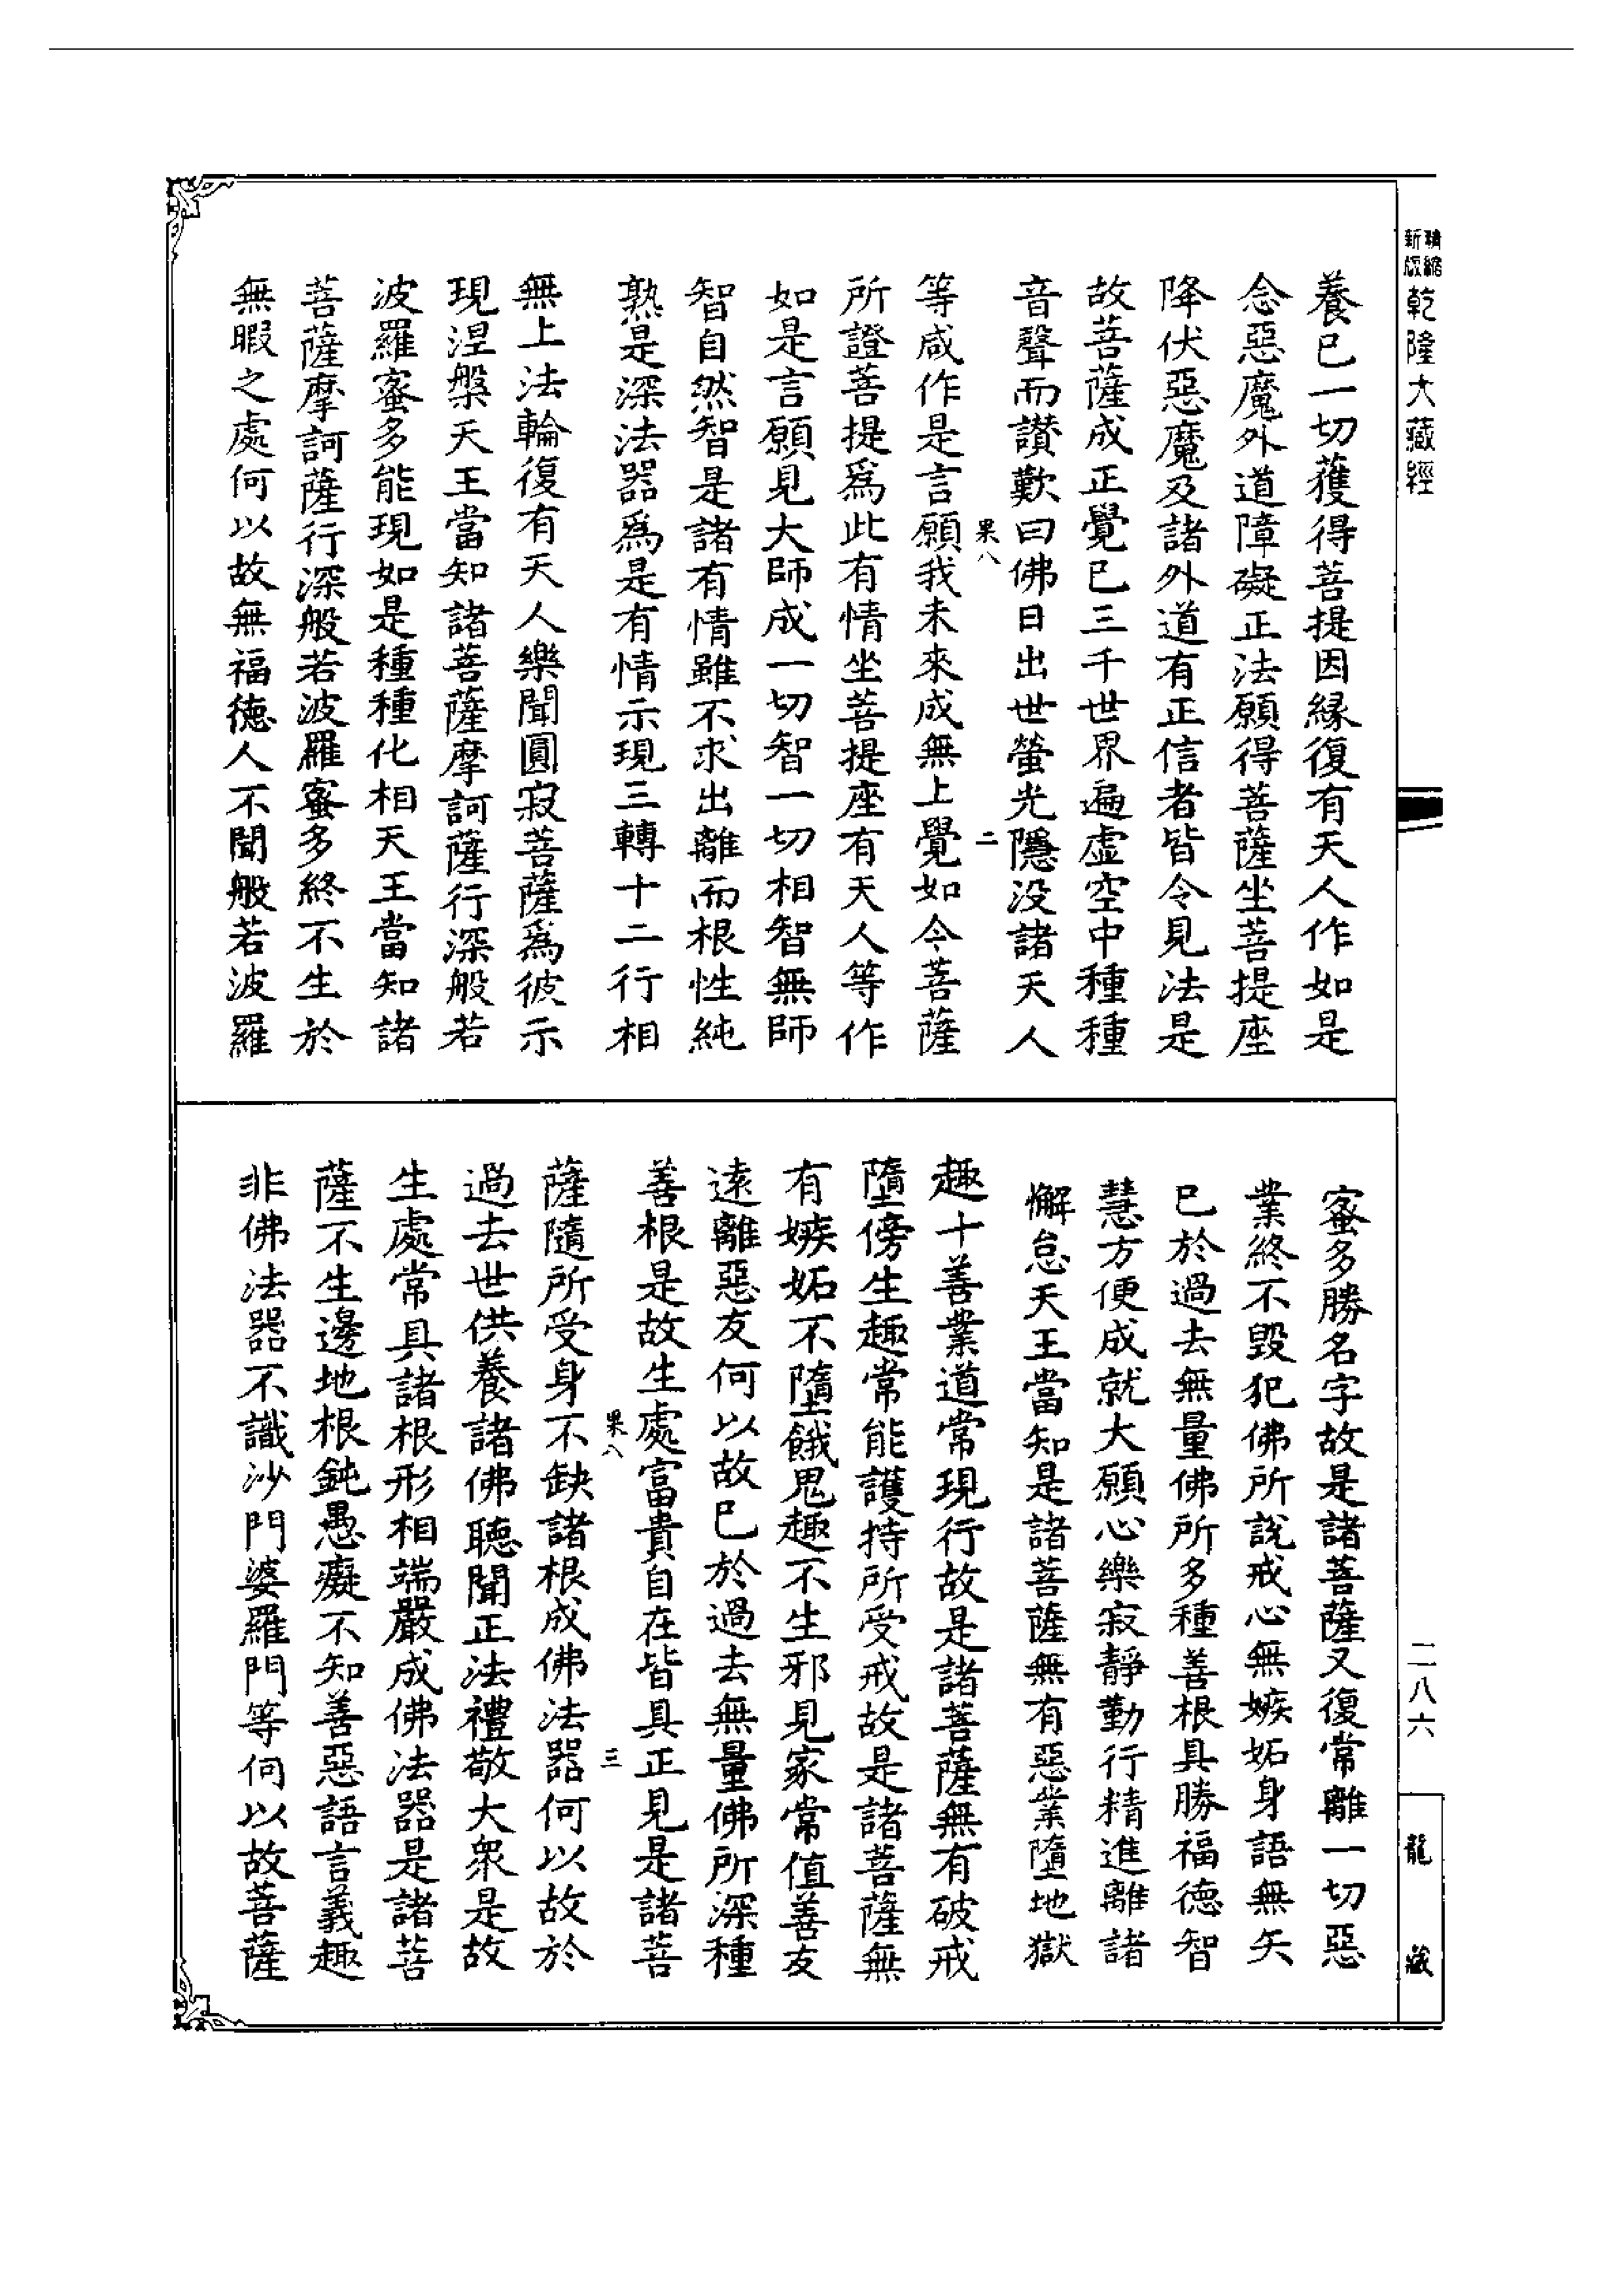 精縮
新版
乾隆大藏經
養已一切獲得菩提因緣復有天人作如是
念惡魔外道障礙正法願得菩薩坐菩提座
降伏惡魔及諸外道有正信者皆令見法是
故菩薩成正覺已三千世界遍虛空中種種
音聲而讚歎曰佛日出世螢光隱沒諸天人
果八
二
等咸作是言願我未來成無上覺如今菩薩
所證菩提爲此有情坐菩提座有天人等作
如是言願見大師成一切智一切相智無師
智自然智是諸有情雖不求出離而根性純
熟是深法器爲是有情示現三轉十二行相
無上法輪復有天人樂聞圓寂菩薩爲彼示
現涅槃天王當知諸菩薩摩訶薩行深般若
波羅蜜多能現如是種種化相天王當知諸
菩薩摩訶薩行深般若波羅蜜多終不生於
無暇之處何以故無福德人不聞般若波羅
蜜多勝名字故是諸菩薩又復常離一切惡
業終不毀犯佛所說戒心無嫉妬身語無失
已於過去無量佛所多種善根具勝福德智
慧方便成就大願心樂寂靜勤行精進離諸
懈怠天王當知是諸菩薩無有惡業墮地獄
趣十善業道常現行故是諸菩薩無有破戒
墮傍生趣常能護持所受戒故是諸菩薩無
有嫉妬不墮餓鬼趣不生邪見家常值善友
遠離惡友何以故已於過去無量佛所深種
善根是故生處富貴自在皆具正見是諸菩
果八
三
薩隨所受身不缺諸根成佛法器何以故於
過去世供養諸佛聽聞正法禮敬大衆是故
生處常具諸根形相端嚴成佛法器是諸菩
薩不生邊地根鈍愚癡不知善惡語言義趣
非佛法器不識沙門婆羅門等何以故菩薩
二八六
龍藏